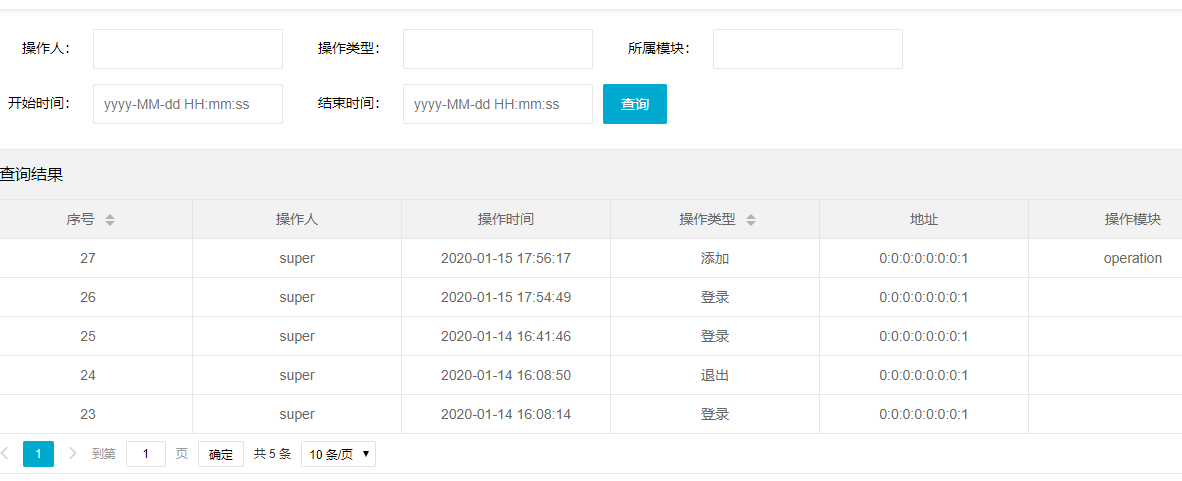 操作人： 操作类型： 所属模块：
开始时间： yyyy-MM-dd HH:mm:ss 结束时间： yyyy-MM-dd HH:mm:ss 查询
查询结果
序号 操作人 操作时间 操作类型 地址 操作模块
27 super 2020-01-15 17:56:17 添加 0:0:0:0:0:0:0:1 operation
26 super 2020-01-15 17:54:49 登录 0:0:0:0:0:0:0:1
25 super 2020-01-14 16:41:46 登录 0:0:0:0:0:0:0:1
24 super 2020-01-14 16:08:50 退出 0:0:0:0:0:0:0:1
23 super 2020-01-14 16:08:14 登录 0:0:0:0:0:0:0:1
1 到第 1 页 确定 共 5 条 10 条/页